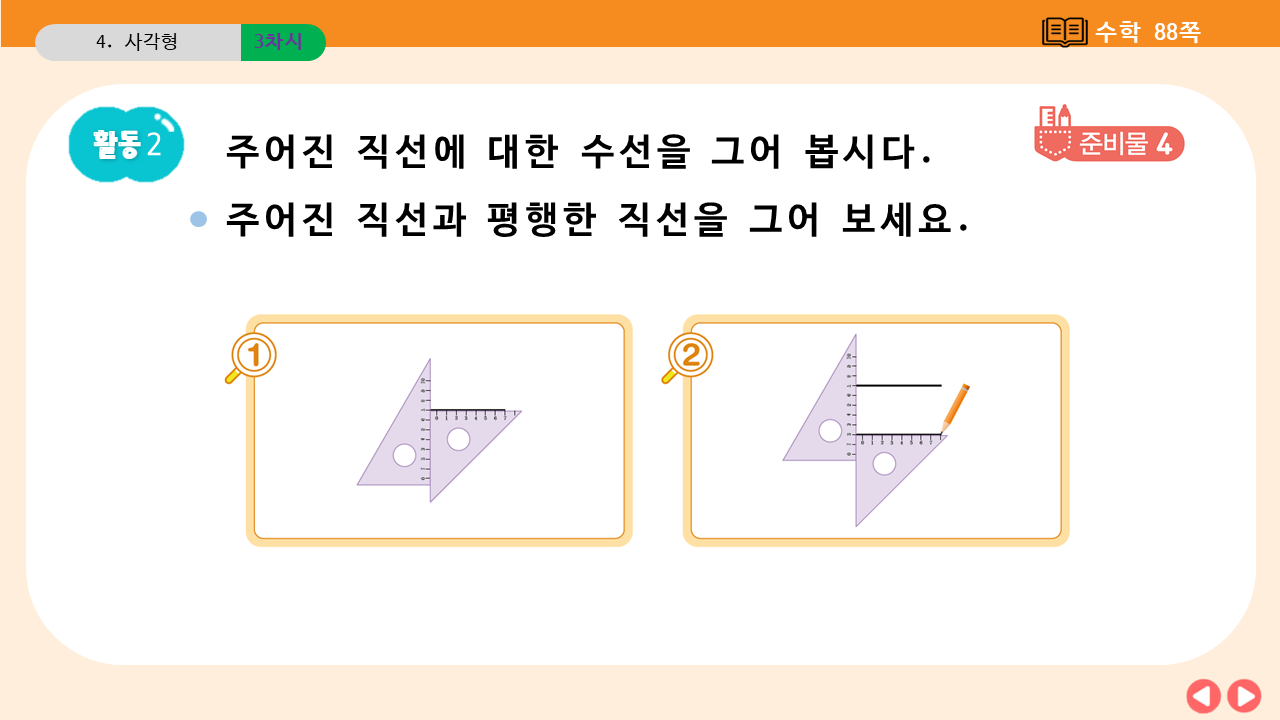 4. 사각형
3차시
수학 88쪽
활동 2
주어진 직선에 대한 수선을 그어 봅시다.
준비물 4
주어진 직선과 평행한 직선을 그어 보세요.
1
2